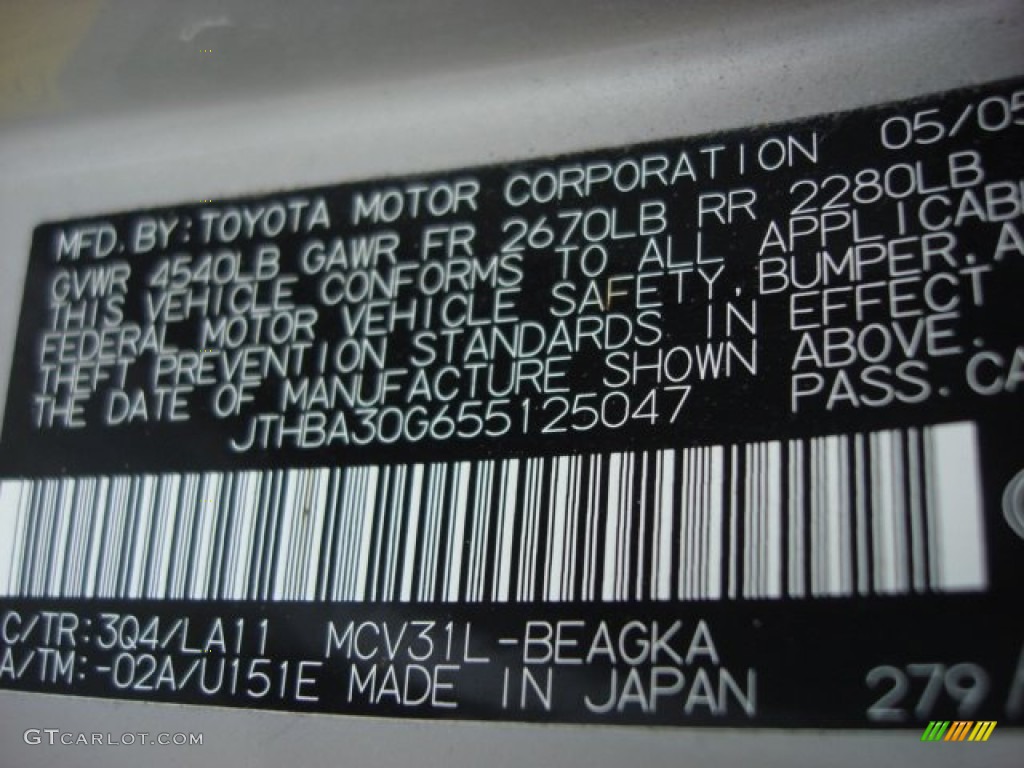 MFD. BY: TOYOTA MOTOR CORPORATION 05/05
GVWR 4540LB GAWR FR 2670LB RR 2280LB
THIS VEHICLE CONFORMS TO ALL APPLICABL
FEDERAL MOTOR VEHICLE SAFETY, BUMPER, A
THEFT PREVENTION STANDARDS IN EFFECT
THE DATE OF MANUFACTURE SHOWN ABOVE.
JTHBA30G655125047 PASS. CA
C/TR: 3Q4/LA11 MCV31L-BEAGKA
A/TM: -02A/U151E MADE IN JAPAN 279
GTCARLOT.COM